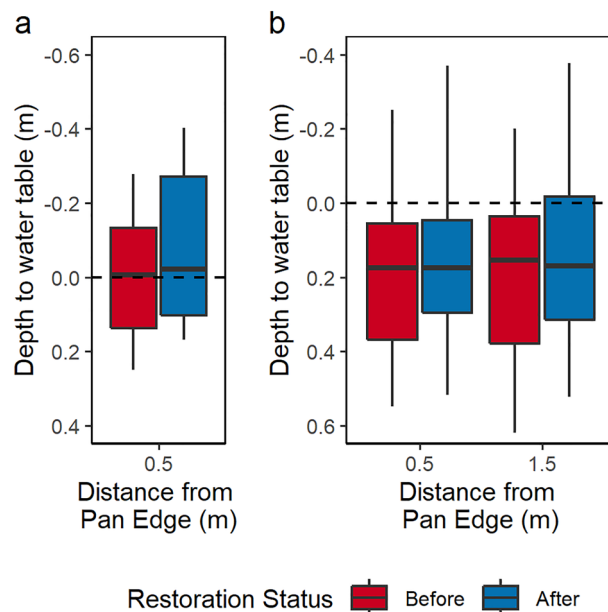 a
Depth to water table (m)
-0.6
-0.4
-0.2
0.0
0.2
0.4
0.5
Distance from
Pan Edge (m)
b
Depth to water table (m)
-0.4
-0.2
0.0
0.2
0.4
0.6
0.5 1.5
Distance from
Pan Edge (m)
Restoration Status Before After